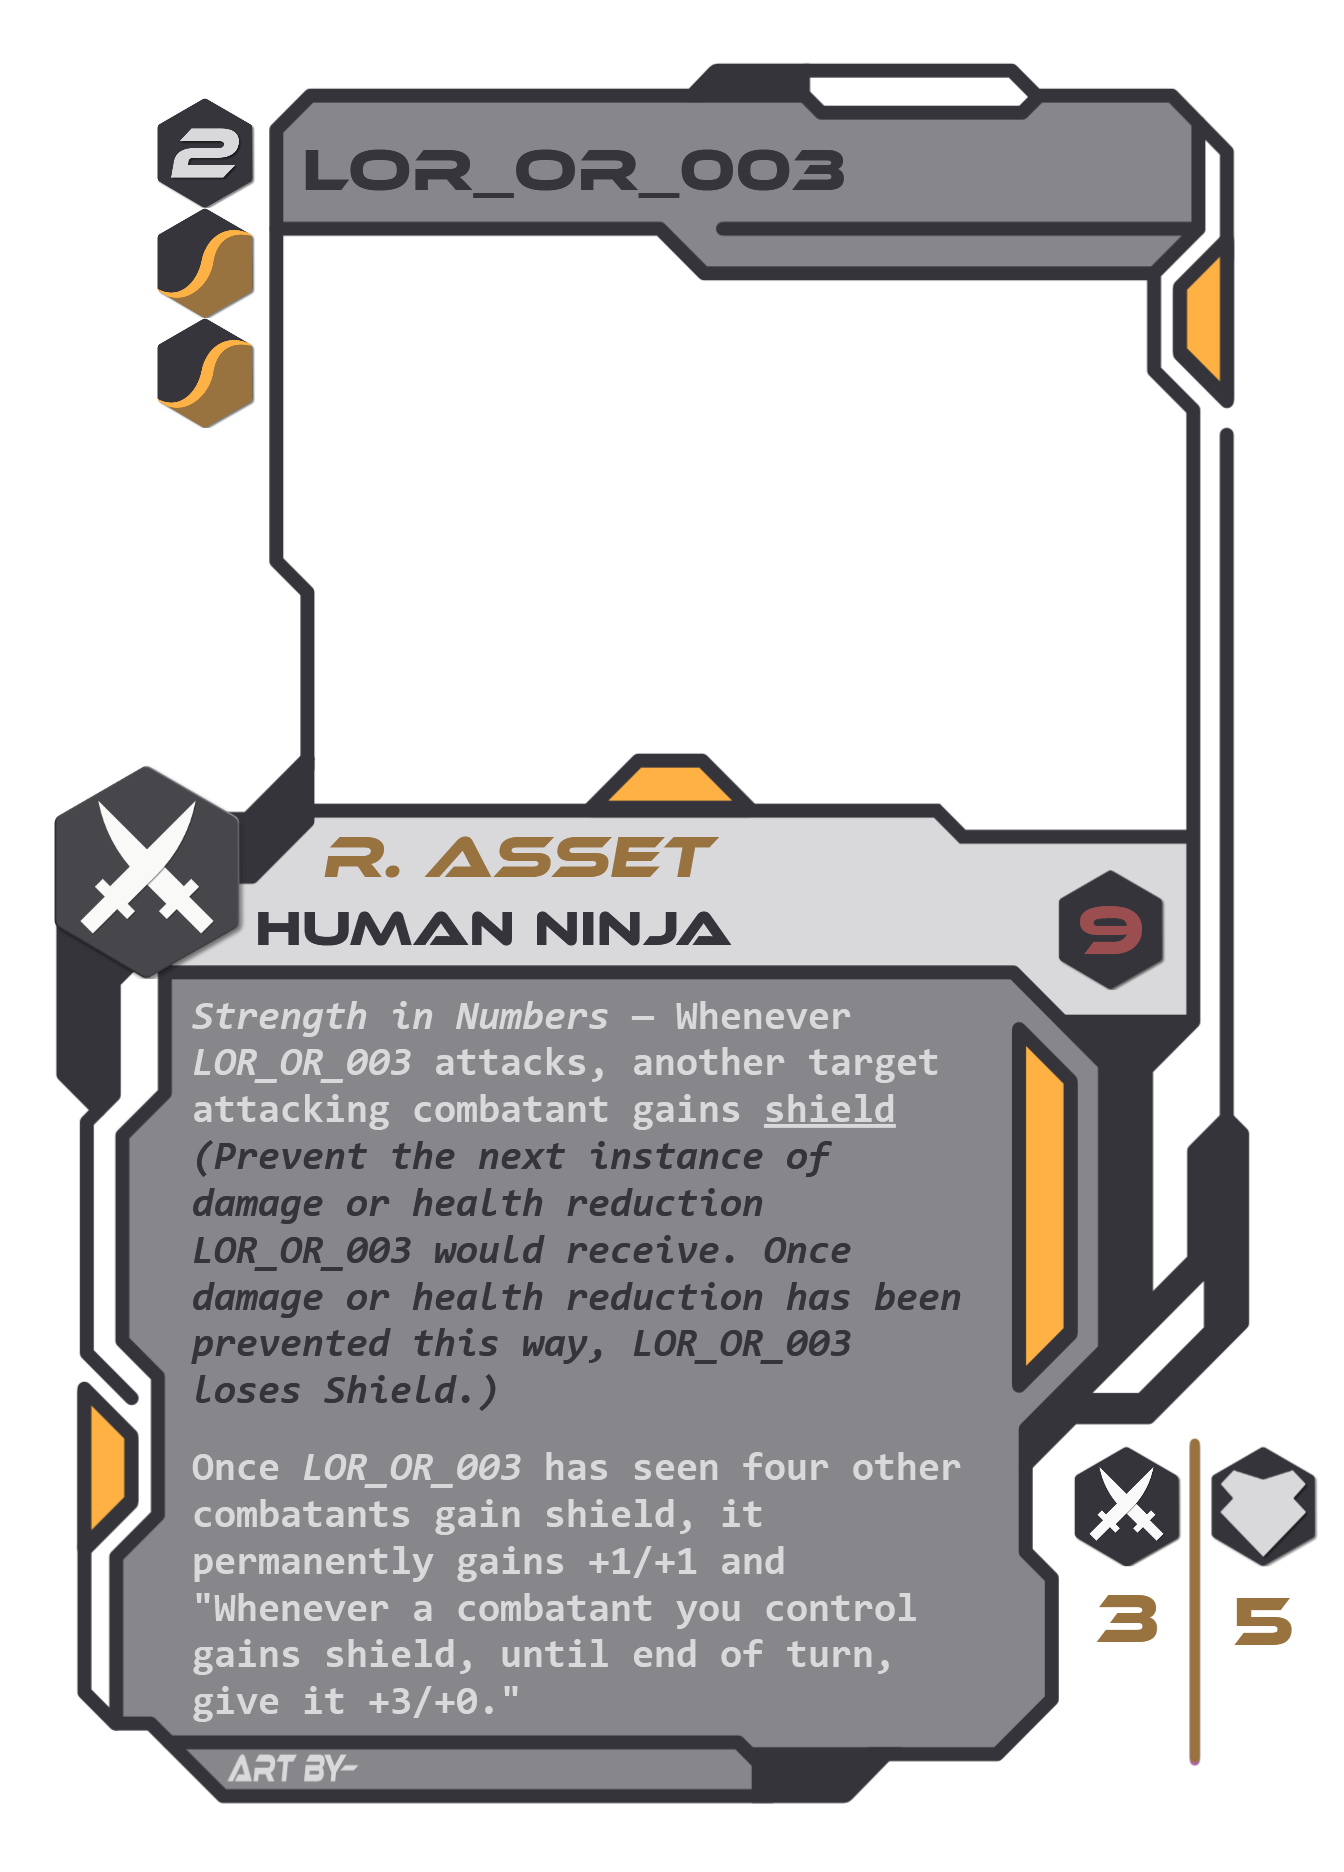 2
LOR_OR_003
R. ASSET
HUMAN NINJA
9
Strength in Numbers — Whenever
LOR_OR_003 attacks, another target
attacking combatant gains shield
(Prevent the next instance of
damage or health reduction
LOR_OR_003 would receive. Once
damage or health reduction has been
prevented this way, LOR_OR_003
loses Shield.)
Once LOR_OR_003 has seen four other
combatants gain shield, it
permanently gains +1/+1 and
"Whenever a combatant you control
gains shield, until end of turn,
give it +3/+0."
3 5
ART BY-